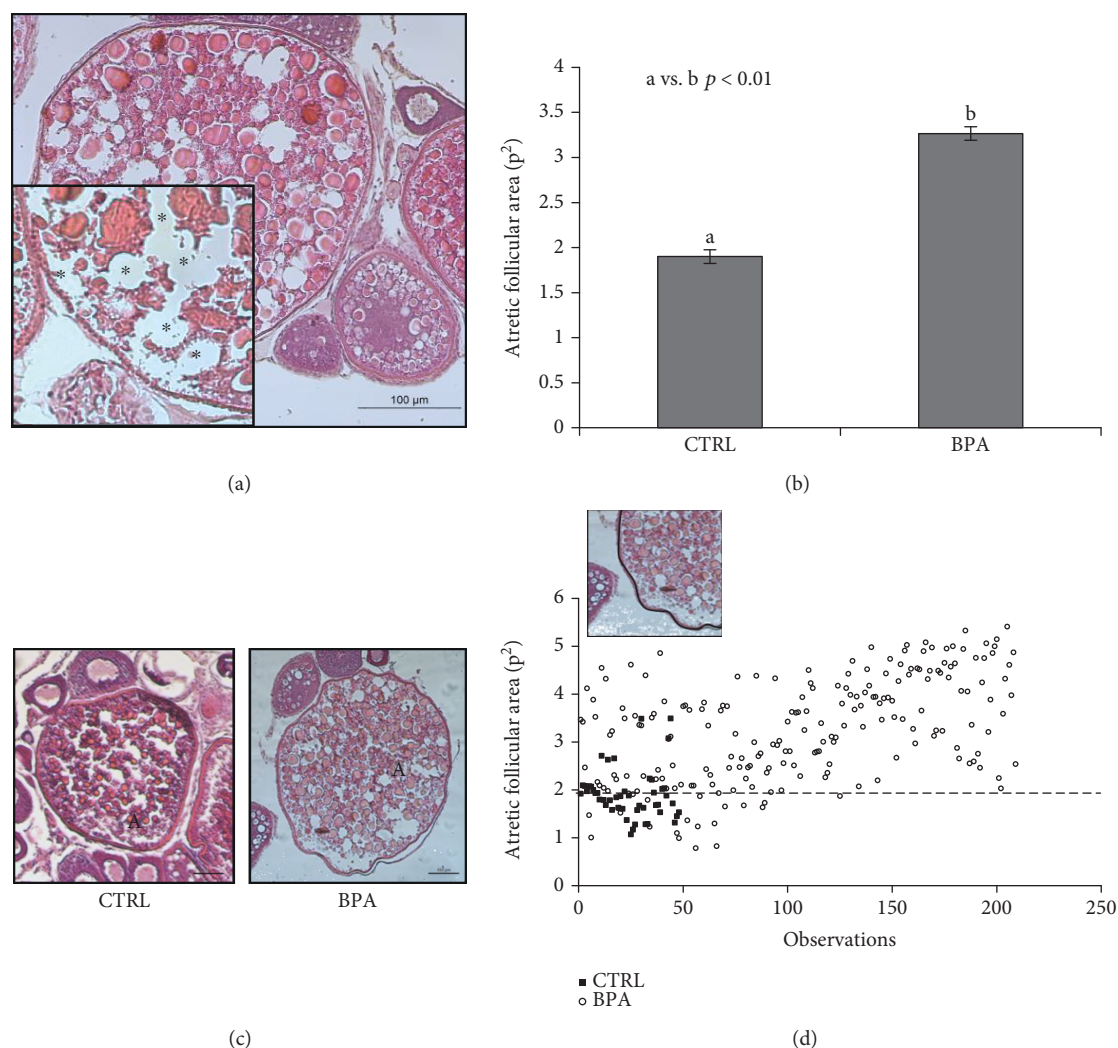 *
*
*
*
*
*
100 µm
(a)
a vs. b p < 0.01
Atretic follicular area (p²)
4
3.5
3
2.5
2
1.5
1
0.5
0
a
b
CTRL
BPA
(b)
A
A
CTRL
BPA
(c)
Atretic follicular area (p²)
6
5
4
3
2
1
0
0
50
100
150
200
250
Observations
CTRL
BPA
(d)